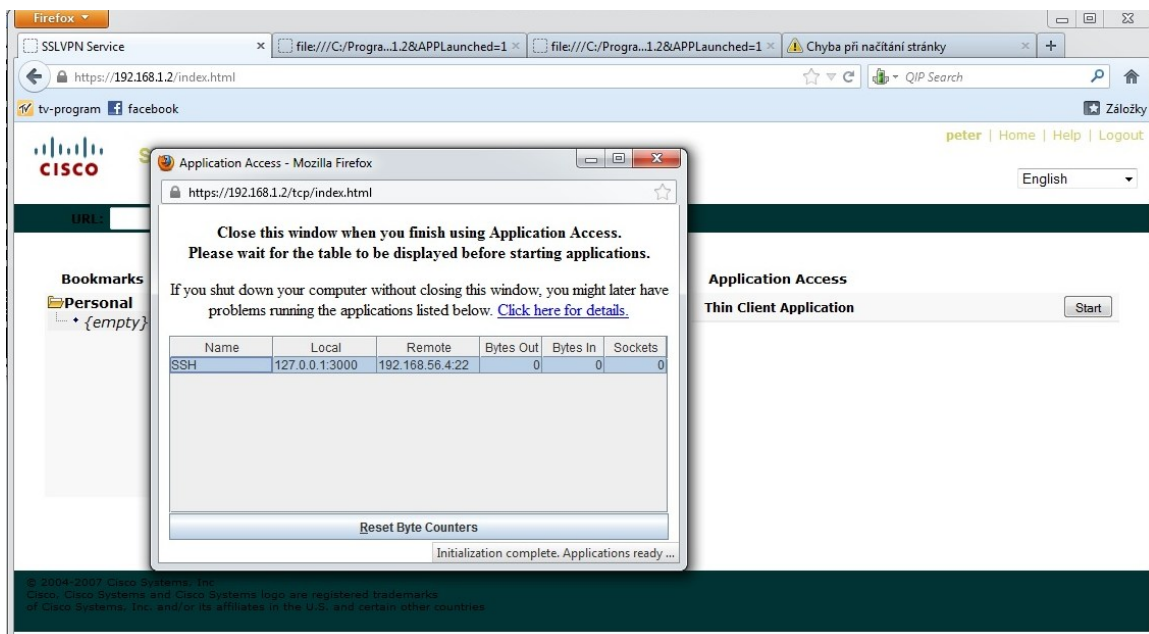 Firefox
SSLVPN Service
file:///C:/Progra...1.2&APPLaunched=1
file:///C:/Progra...1.2&APPLaunched=1
Chyba při načítání stránky
https://192.168.1.2/index.html
QIP Search
tv-program facebook
Záložky
peter | Home | Help | Logout
CISCO
S
English
URL:
Application Access - Mozilla Firefox
https://192.168.1.2/tcp/index.html
Close this window when you finish using Application Access.
Please wait for the table to be displayed before starting applications.
If you shut down your computer without closing this window, you might later have
problems running the applications listed below. Click here for details.
Name Local Remote Bytes Out Bytes In Sockets
SSH 127.0.0.1:3000 192.168.56.4:22 0 0 0
Reset Byte Counters
Initialization complete. Applications ready ...
Bookmarks
Personal
{empty}
Application Access
Thin Client Application Start
© 2004-2007 Cisco Systems, Inc
Cisco, Cisco Systems and Cisco Systems logo are registered trademarks
of Cisco Systems, Inc. and/or its affiliates in the U.S. and certain other countries